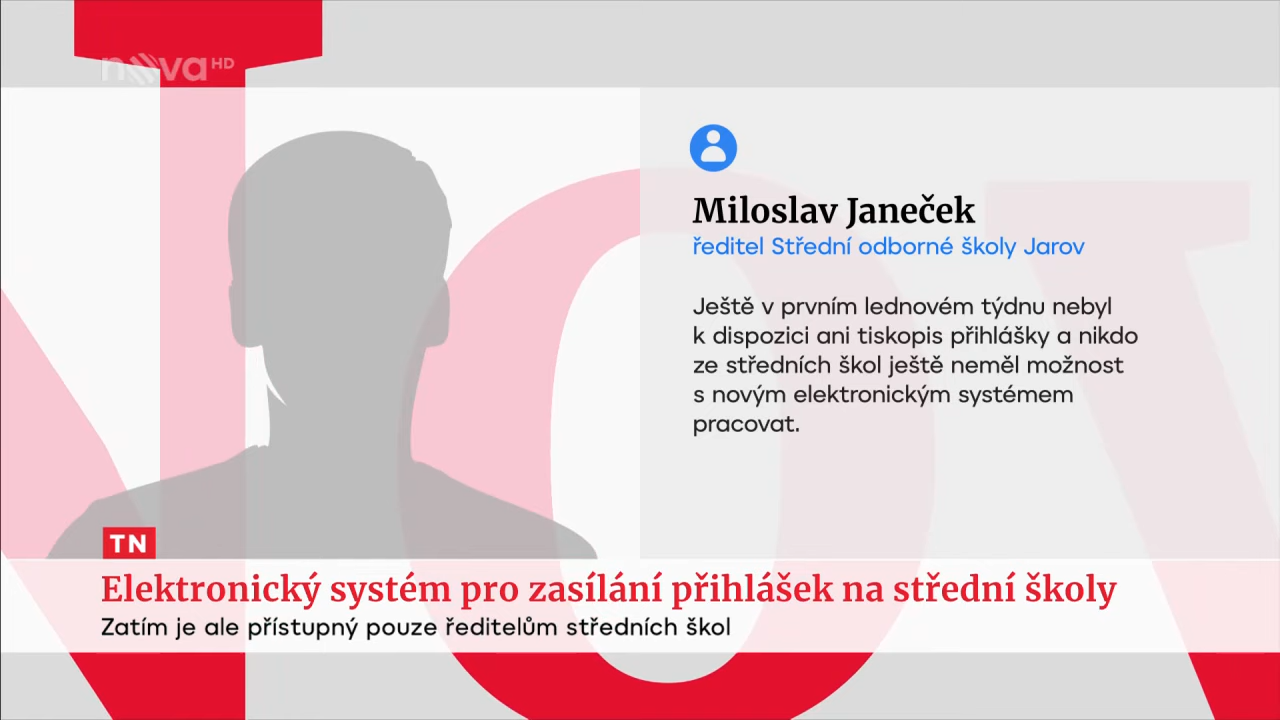 nova HD
Miloslav Janeček
ředitel Střední odborné školy Jarov
Ještě v prvním lednovém týdnu nebyl
k dispozici ani tiskopis přihlášky a nikdo
ze středních škol ještě neměl možnost
s novým elektronickým systémem
pracovat.
TN
Elektronický systém pro zasílání přihlášek na střední školy
Zatím je ale přístupný pouze ředitelům středních škol